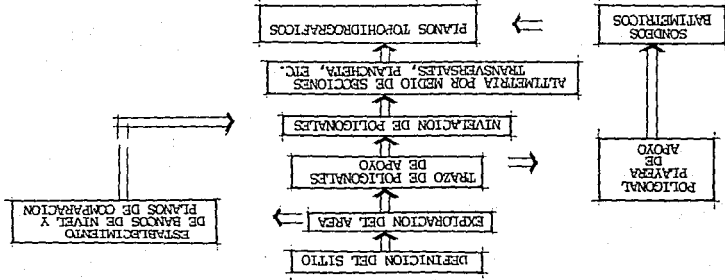 DEFINICION DEL SITIO
EXPLORACION DEL AREA
ESTABLECIMIENTO
DE BANCOS DE NIVEL Y
PLANOS DE COMPARACION
TRAZO DE POLIGONALES
DE APOYO
POLIGONAL
PLAYERA
DE
APOYO
NIVELACION DE POLIGONALES
ALTIMETRIA POR MEDIO DE SECCIONES
TRANSVERSALES, PLANCHETA, ETC.
PLANOS TOPOHIDROGRAFICOS
SONDEOS
BATIMETRICOS